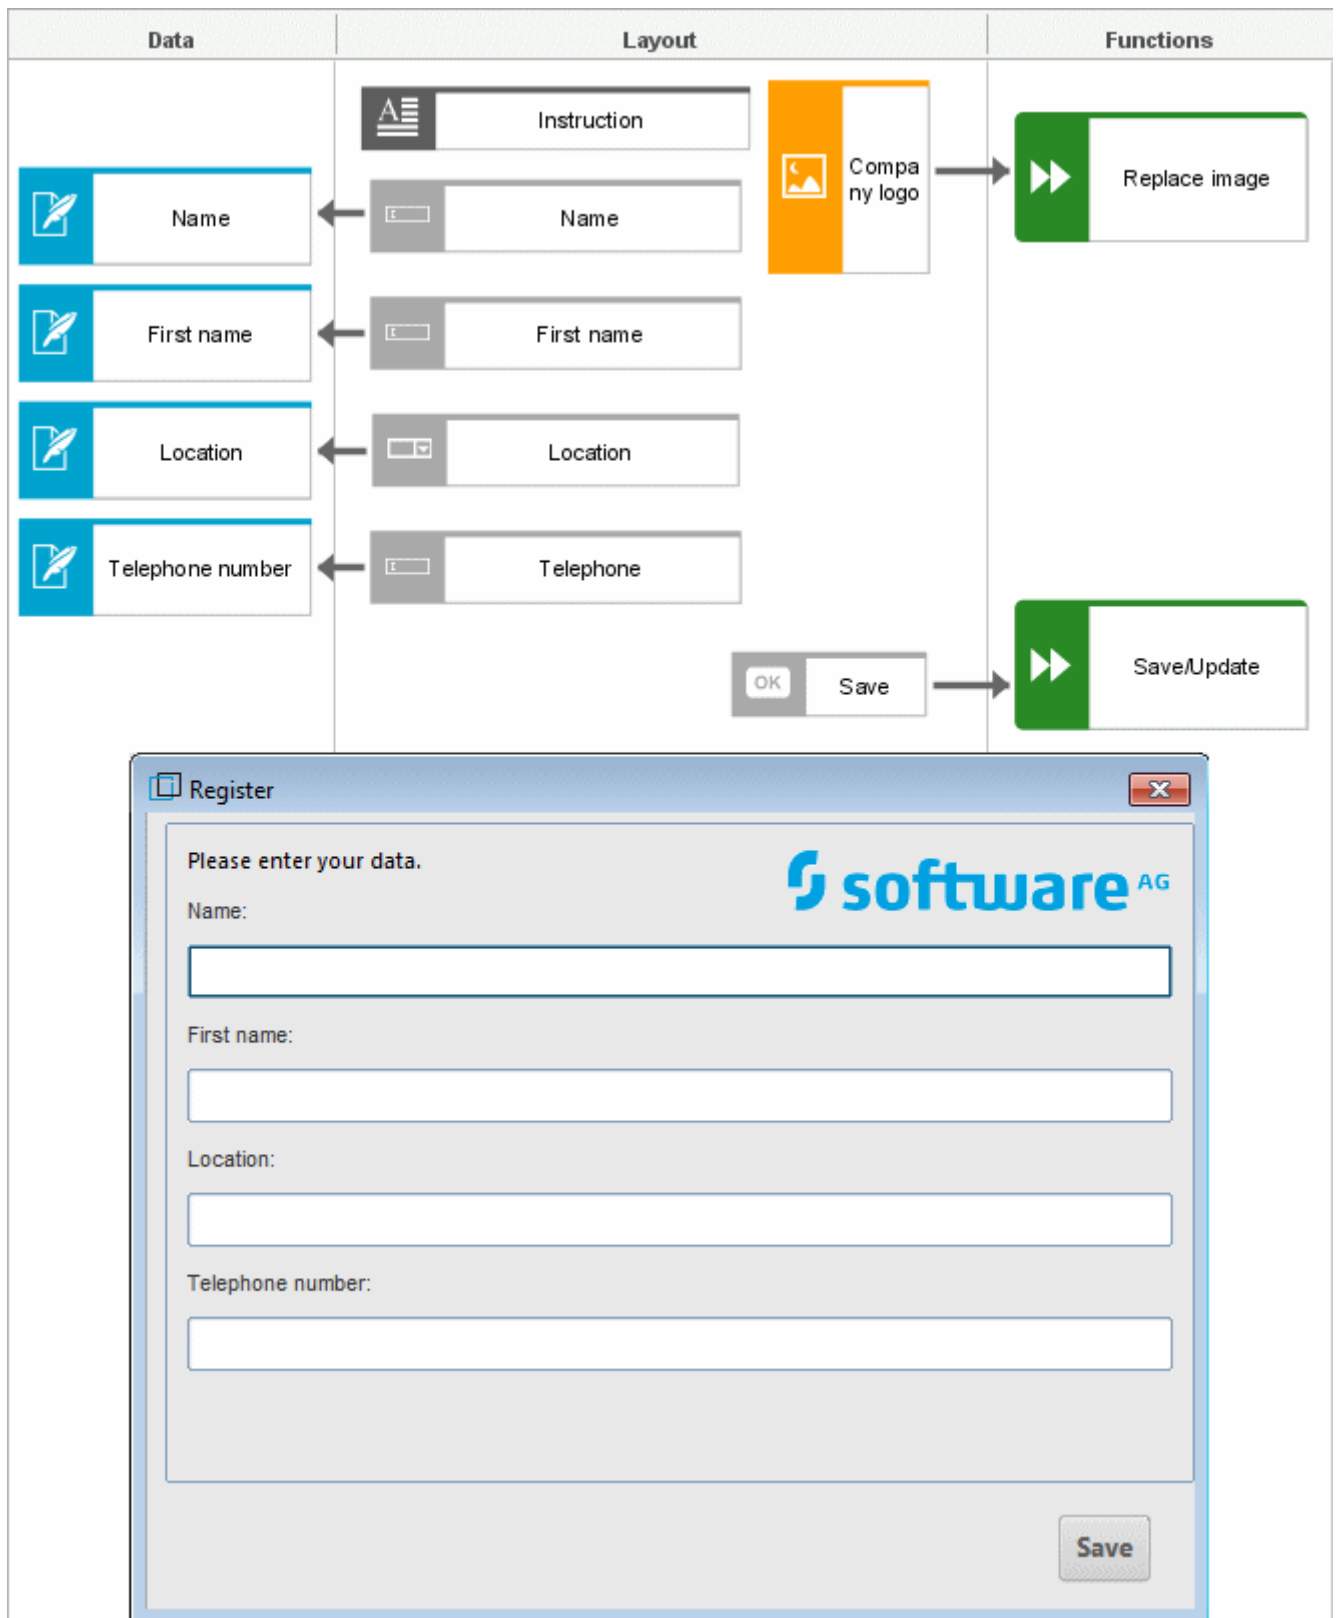 Data Layout Functions
Instruction
Compa
ny logo
Replace image
Name Name
First name First name
Location Location
Telephone number Telephone
OK Save Save/Update
Register
Please enter your data.
software AG
Name:
First name:
Location:
Telephone number:
Save